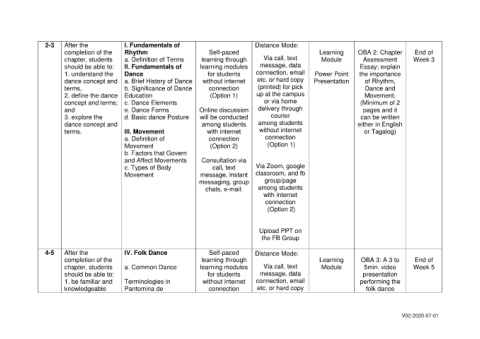 2-3
After the
completion of the
chapter, students
should be able to:
1. understand the
dance concept and
terms,
2. define the dance
concept and terms;
and
3. explore the
dance concept and
terms.
I. Fundamentals of
Rhythm
a. Definition of Terms
II. Fundamentals of
Dance
a. Brief History of Dance
b. Significance of Dance
Education
c. Dance Elements
e. Dance Forms
d. Basic dance Posture
III. Movement
a. Definition of
Movement
b. Factors that Govern
and Affect Movements
c. Types of Body
Movement
Self-paced
learning through
learning modules
for students
without internet
connection
(Option 1)
Online discussion
will be conducted
among students
with internet
connection
(Option 2)
Consultation via
call, text
message, instant
messaging, group
chats, e-mail.
Distance Mode:
Via call, text
message, data
connection, email
etc. or hard copy
(printed) for pick
up at the campus
or via home
delivery through
courier
among students
without internet
connection
(Option 1)
Via Zoom, google
classroom, and fb
group/page
among students
with internet
connection
(Option 2)
Upload PPT on
the FB Group
Learning
Module
Power Point
Presentation
OBA 2: Chapter
Assessment
Essay; explain
the importance
of Rhythm,
Dance and
Movement.
(Minimum of 2
pages and it
can be written
either in English
or Tagalog)
End of
Week 3
4-5
After the
completion of the
chapter, students
should be able to:
1. be familiar and
knowledgeable
IV. Folk Dance
a. Common Dance
Terminologies in
Pantomina de
Self-paced
learning through
learning modules
for students
without internet
connection
Distance Mode:
Via call, text
message, data
connection, email
etc. or hard copy
Learning
Module
OBA 3: A 3 to
5min. video
presentation
performing the
folk dance
End of
Week 5
V02-2020-07-01